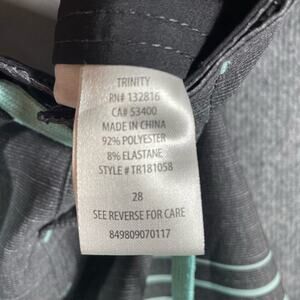 TRINITY
RN# 132816
CA# 53400
MADE IN CHINA
92% POLYESTER
8% ELASTANE
STYLE # TR181058
28
SEE REVERSE FOR CARE
849809070117